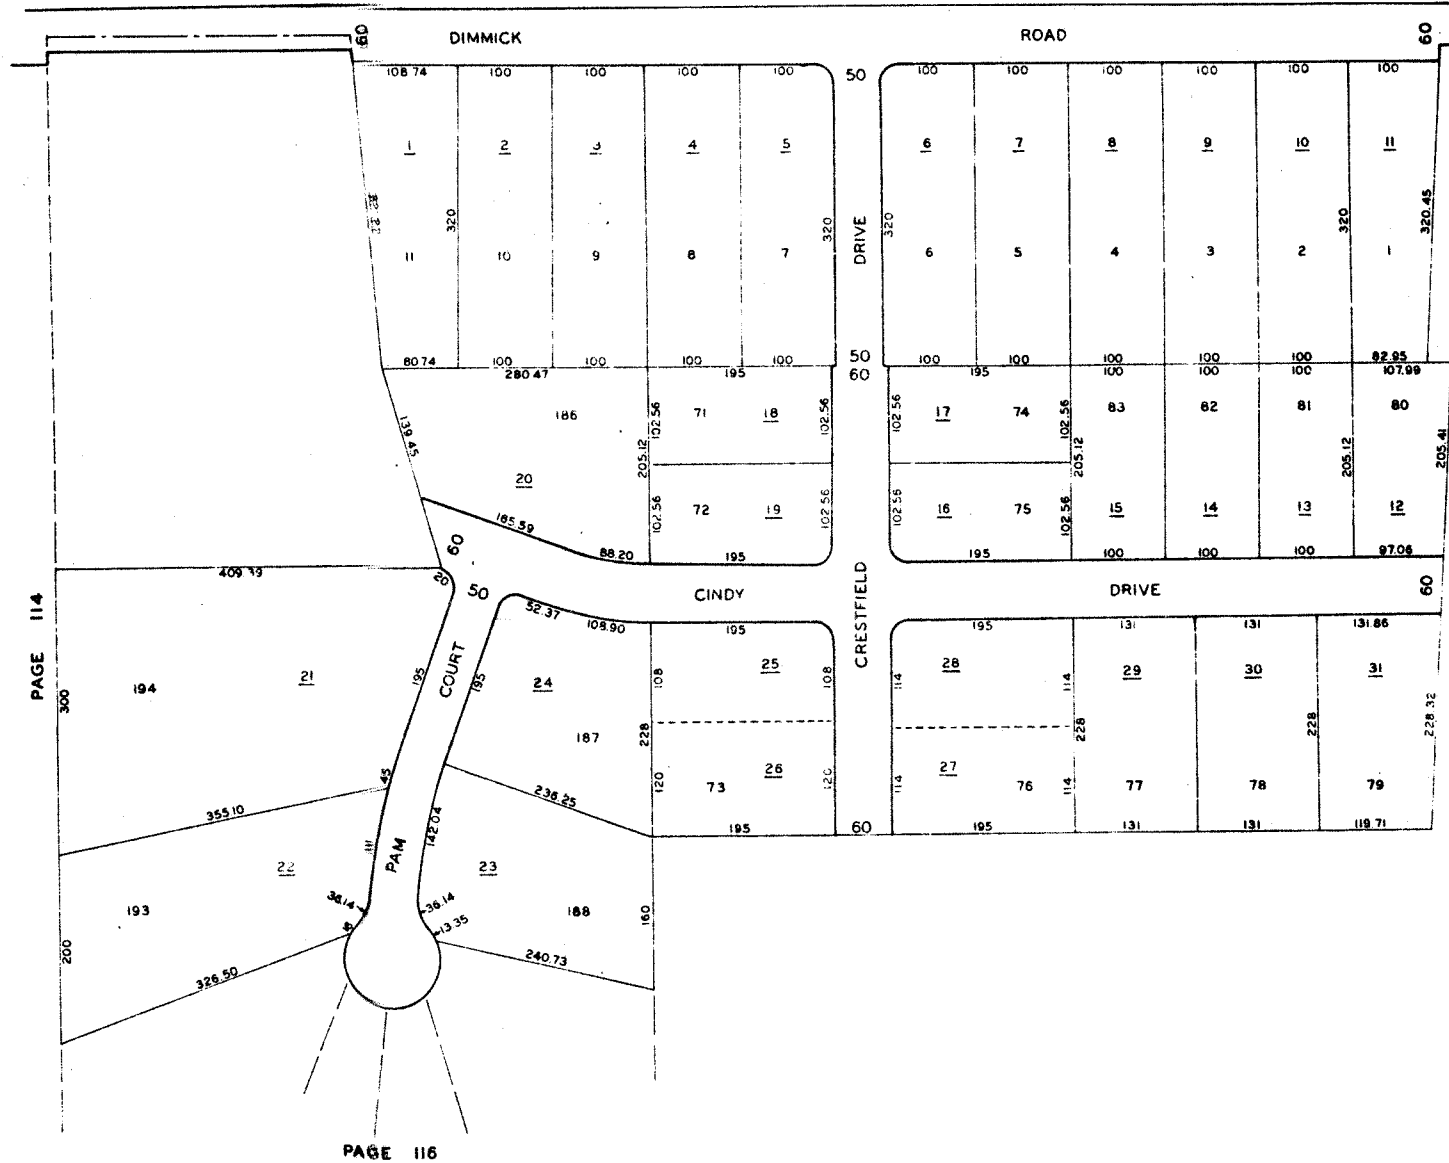 60 DIMMICK ROAD 60
108.74 100 100 100 100 50 100 100 100 100 100 100
1 2 3 4 5 6 7 8 9 10 11
320 320 DRIVE 320 320 320.45
11 10 9 8 7 6 5 4 3 2 1
80.74 100 100 100 100 50 100 100 100 100 100 82.95
280.47 195 60 195 100 100 100 107.99
139.45 186 102.56 71 18 102.56 102.56 17 74 102.56 83 82 81 80
205.12 205.12 205.12 205.41
20 102.56 72 19 102.56 102.56 16 75 102.56 15 14 13 12
185.59 88.20 195 195 100 100 100 97.06
60
409.39 20 50 CINDY DRIVE 60
CRESTFIELD
PAGE 114
52.37 108.90 195 195 131 131 131.86
194 21 195 COURT 195 24 108 25 108 114 28 114 29 30 31
300 187 228 228 228 228.32
45 120 73 26 120 114 27 76 114 77 78 79
355.10 236.25 195 60 195 131 131 119.71
142.04
PAM
22 23
193 36.14 36.14 188 160
200 13.35
326.50 240.73
PAGE 116